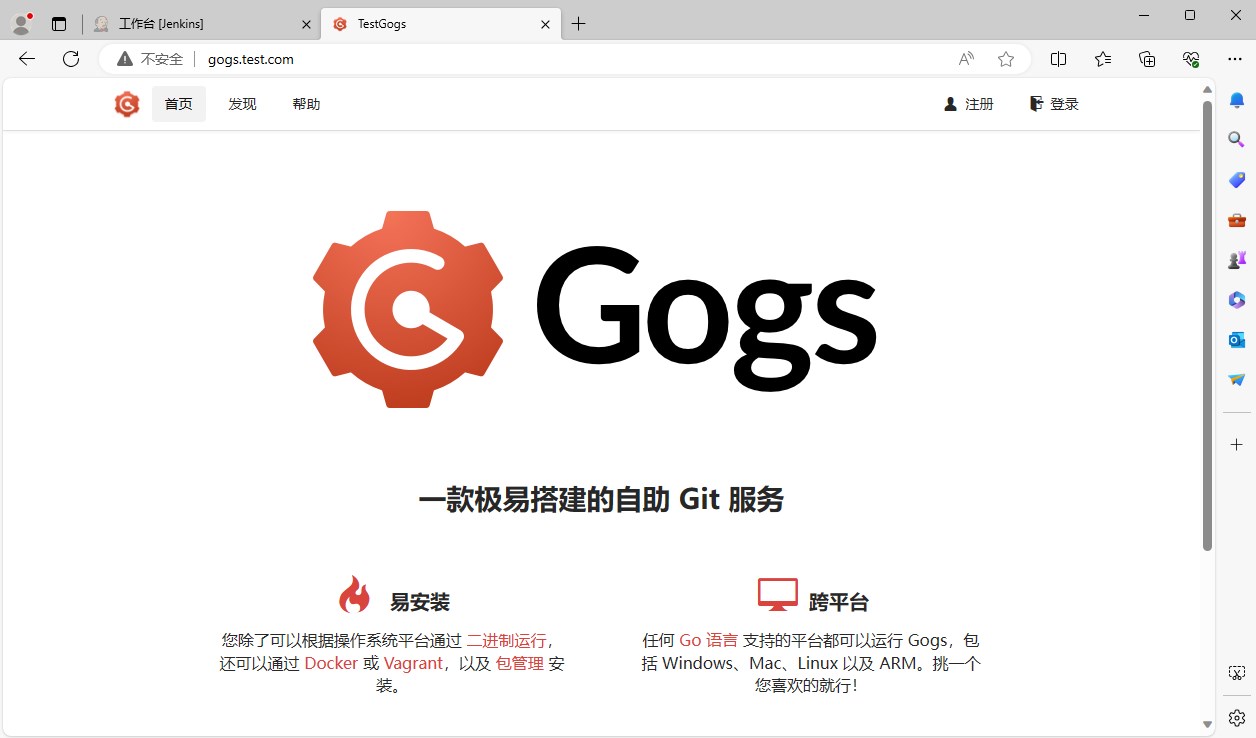 工作台 [Jenkins]
TestGogs
不安全
gogs.test.com
首页
发现
帮助
注册
登录
Gogs
一款极易搭建的自助 Git 服务
易安装
您除了可以根据操作系统平台通过 二进制运行，
还可以通过 Docker 或 Vagrant，以及 包管理 安
装。
跨平台
任何 Go 语言 支持的平台都可以运行 Gogs，包
括 Windows、Mac、Linux 以及 ARM。挑一个
您喜欢的就行！